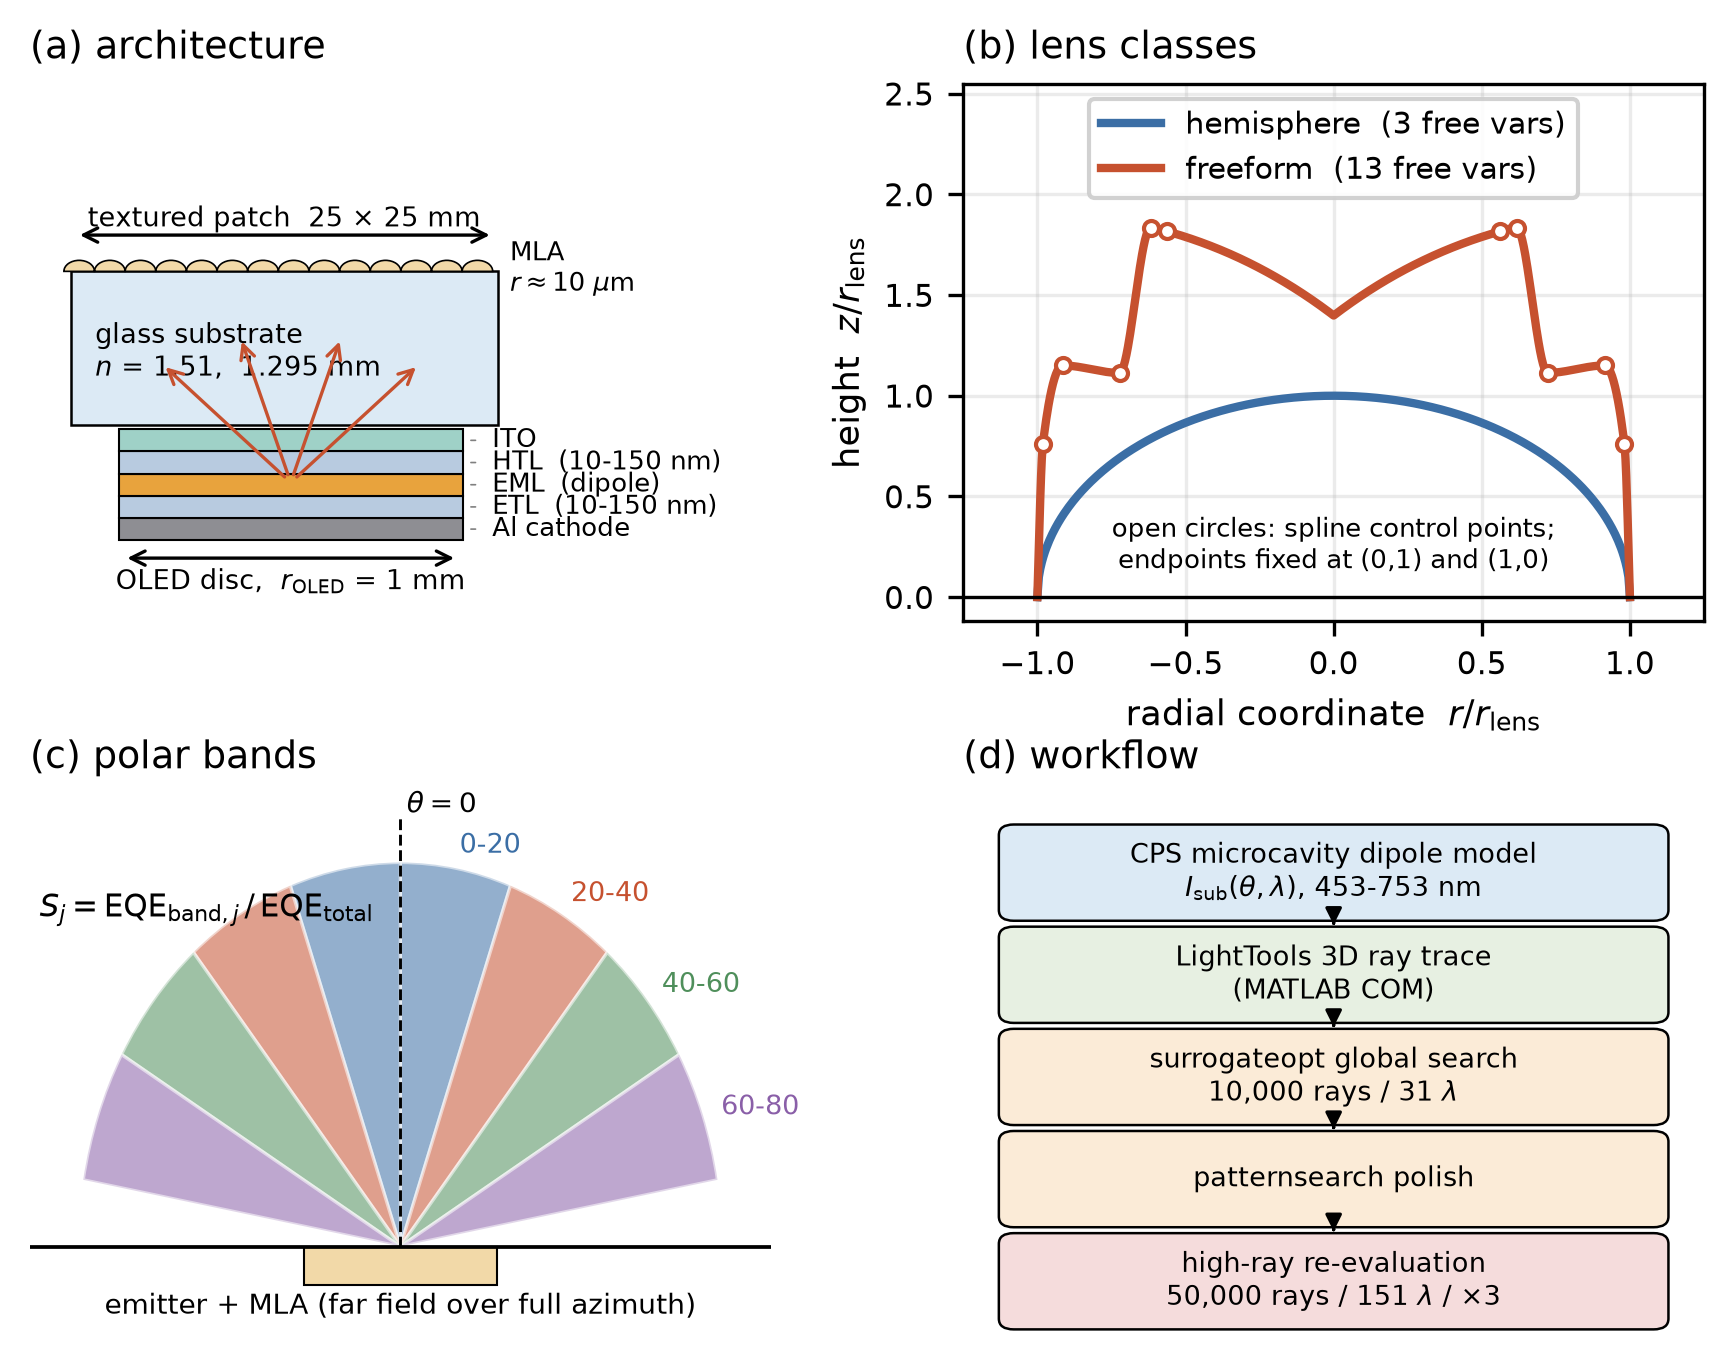 (a) architecture
textured patch 25 × 25 mm
MLA
r ≈ 10 μm
glass substrate
n = 1.51, 1.295 mm
ITO
HTL (10-150 nm)
EML (dipole)
ETL (10-150 nm)
Al cathode
OLED disc, r_OLED = 1 mm
(b) lens classes
hemisphere (3 free vars)
freeform (13 free vars)
2.5
2.0
1.5
1.0
0.5
0.0
height z/r_lens
open circles: spline control points;
endpoints fixed at (0,1) and (1,0)
−1.0
−0.5
0.0
0.5
1.0
radial coordinate r/r_lens
(c) polar bands
θ = 0
0-20
20-40
40-60
60-80
S_j = EQE_band,j / EQE_total
emitter + MLA (far field over full azimuth)
(d) workflow
CPS microcavity dipole model
I_sub(θ, λ), 453-753 nm
LightTools 3D ray trace
(MATLAB COM)
surrogateopt global search
10,000 rays / 31 λ
patternsearch polish
high-ray re-evaluation
50,000 rays / 151 λ / ×3